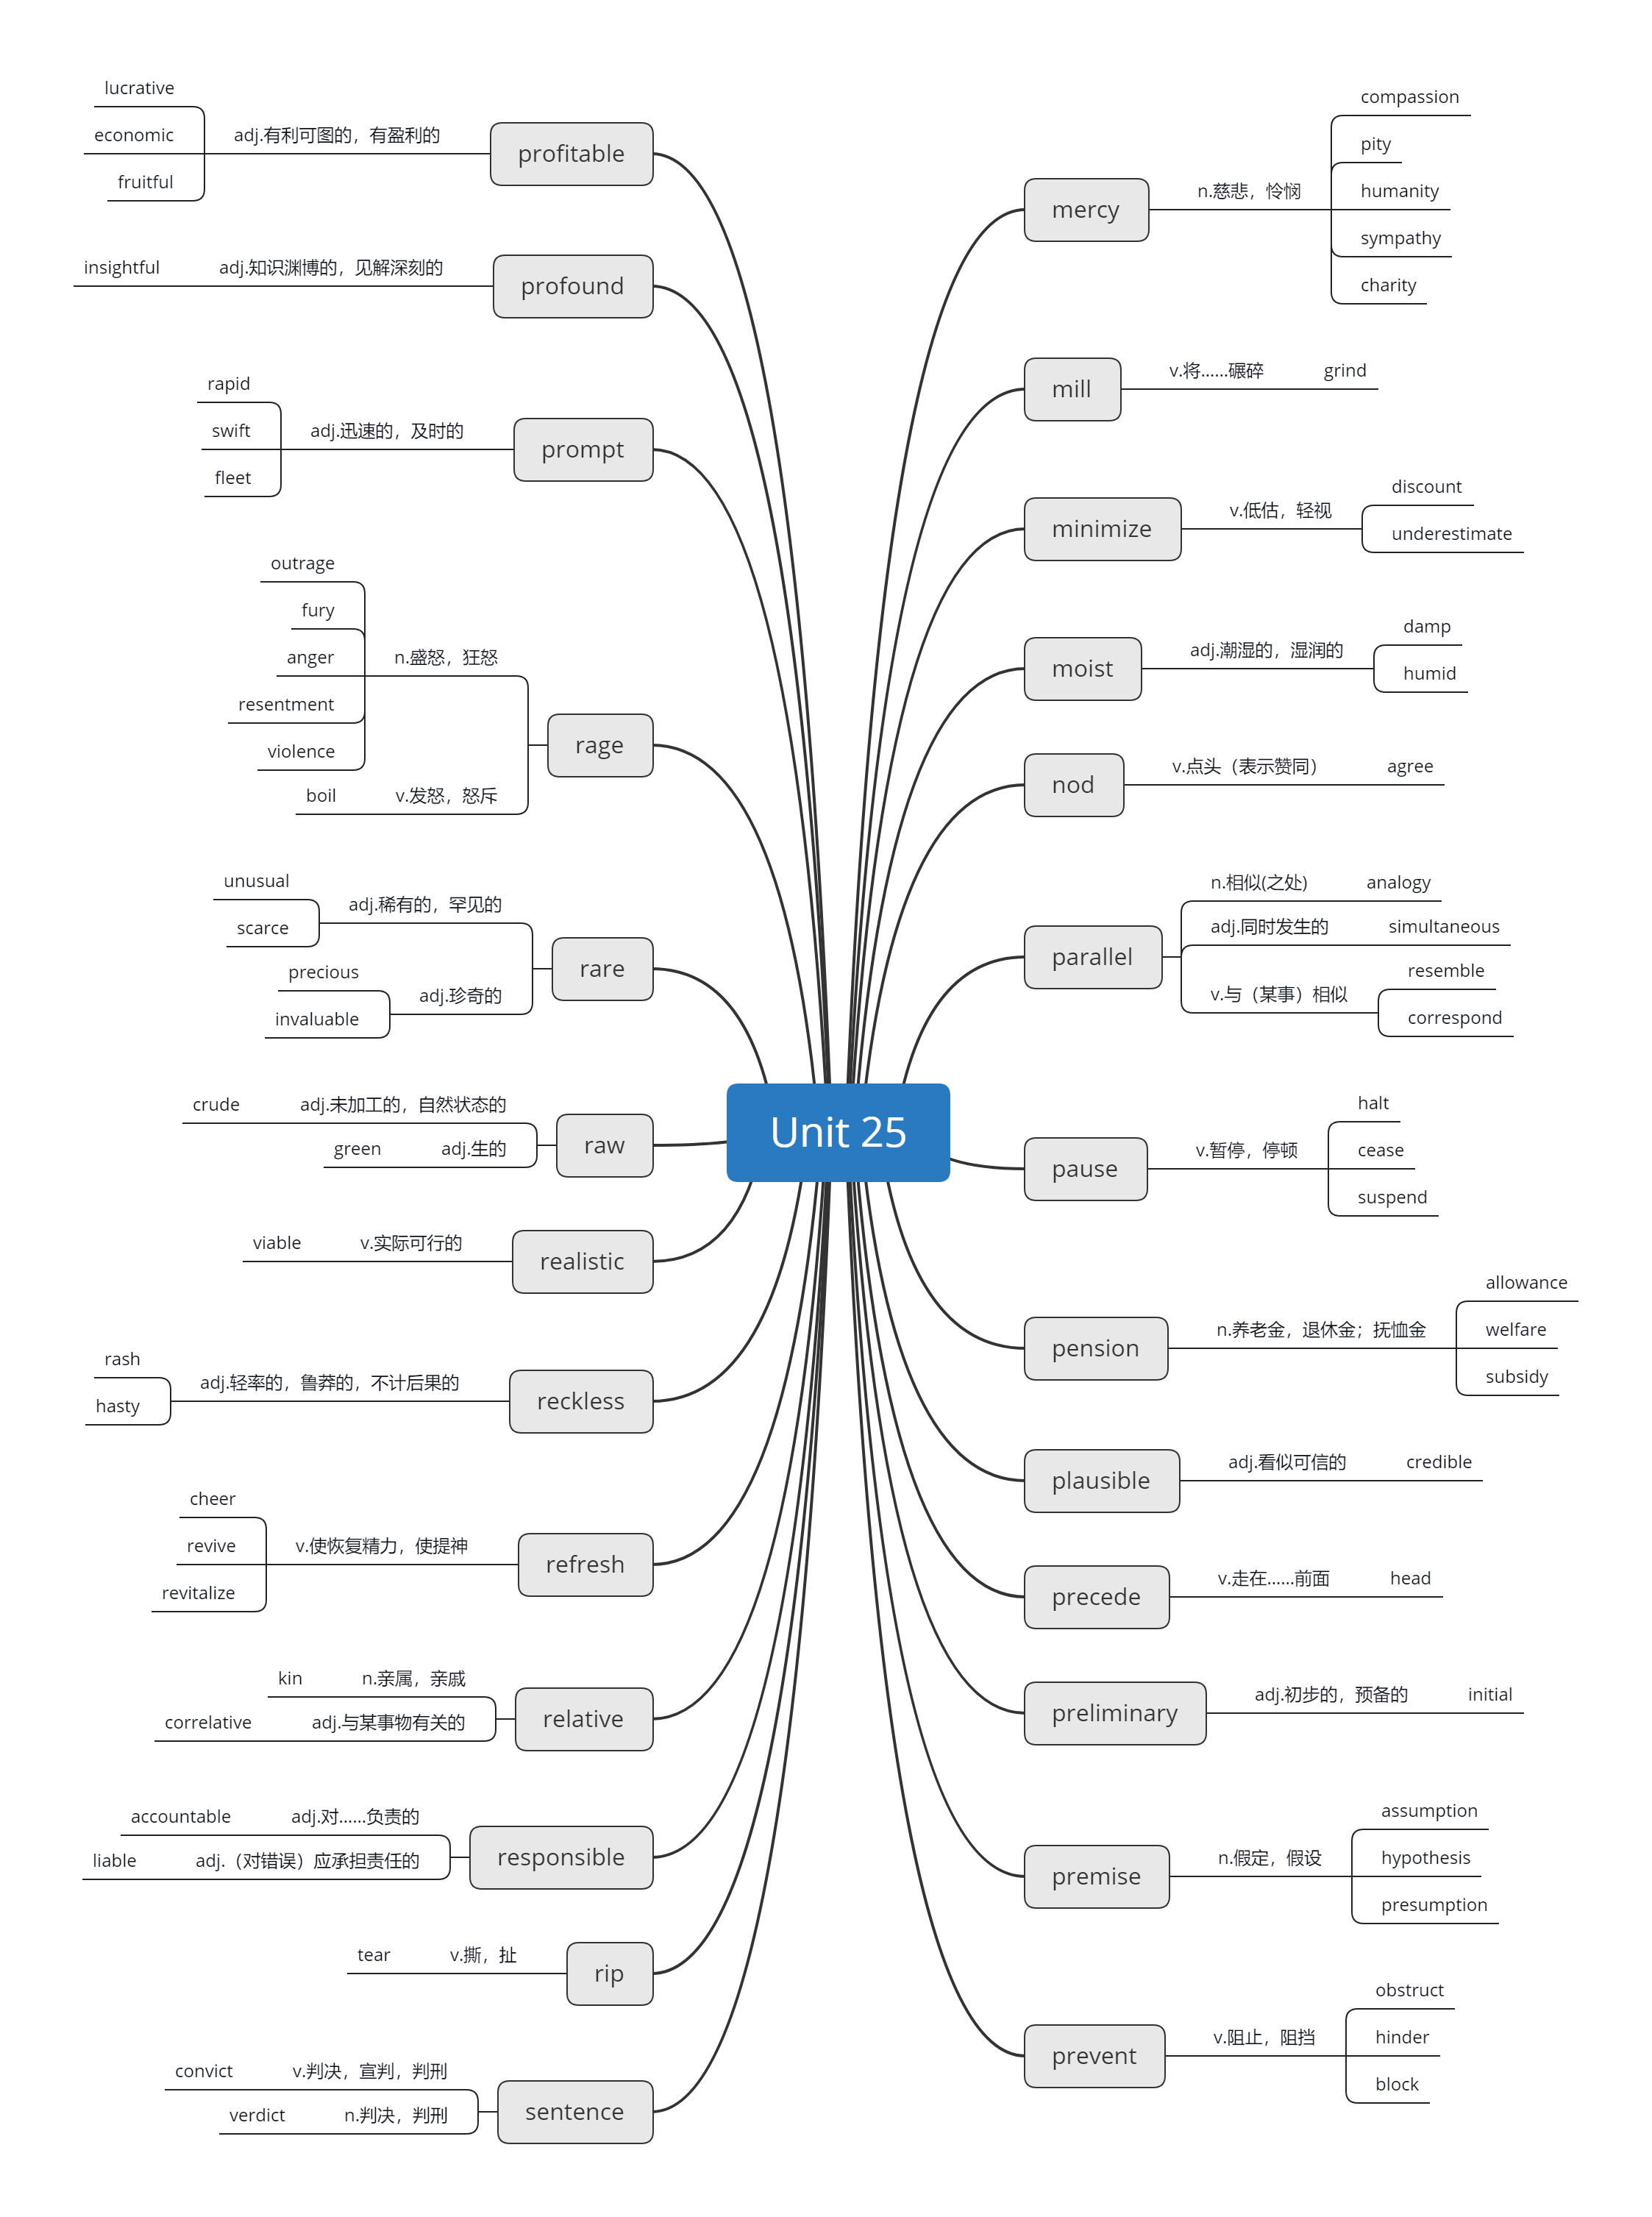 Unit 25
mercy
n.慈悲，怜悯
compassion
pity
humanity
sympathy
charity
mill
v.将……碾碎
grind
minimize
v.低估，轻视
discount
underestimate
moist
adj.潮湿的，湿润的
damp
humid
nod
v.点头（表示赞同）
agree
parallel
n.相似(之处)
analogy
adj.同时发生的
simultaneous
v.与（某事）相似
resemble
correspond
pause
v.暂停，停顿
halt
cease
suspend
pension
n.养老金，退休金；抚恤金
allowance
welfare
subsidy
plausible
adj.看似可信的
credible
precede
v.走在……前面
head
preliminary
adj.初步的，预备的
initial
premise
n.假定，假设
assumption
hypothesis
presumption
prevent
v.阻止，阻挡
obstruct
hinder
block
profitable
adj.有利可图的，有盈利的
lucrative
economic
fruitful
profound
adj.知识渊博的，见解深刻的
insightful
prompt
adj.迅速的，及时的
rapid
swift
fleet
rage
n.盛怒，狂怒
outrage
fury
anger
resentment
violence
v.发怒，怒斥
boil
rare
adj.稀有的，罕见的
unusual
scarce
adj.珍奇的
precious
invaluable
raw
adj.未加工的，自然状态的
crude
adj.生的
green
realistic
v.实际可行的
viable
reckless
adj.轻率的，鲁莽的，不计后果的
rash
hasty
refresh
v.使恢复精力，使提神
cheer
revive
revitalize
relative
n.亲属，亲戚
kin
adj.与某事物有关的
correlative
responsible
adj.对……负责的
accountable
adj.（对错误）应承担责任的
liable
rip
v.撕，扯
tear
sentence
v.判决，宣判，判刑
convict
n.判决，判刑
verdict